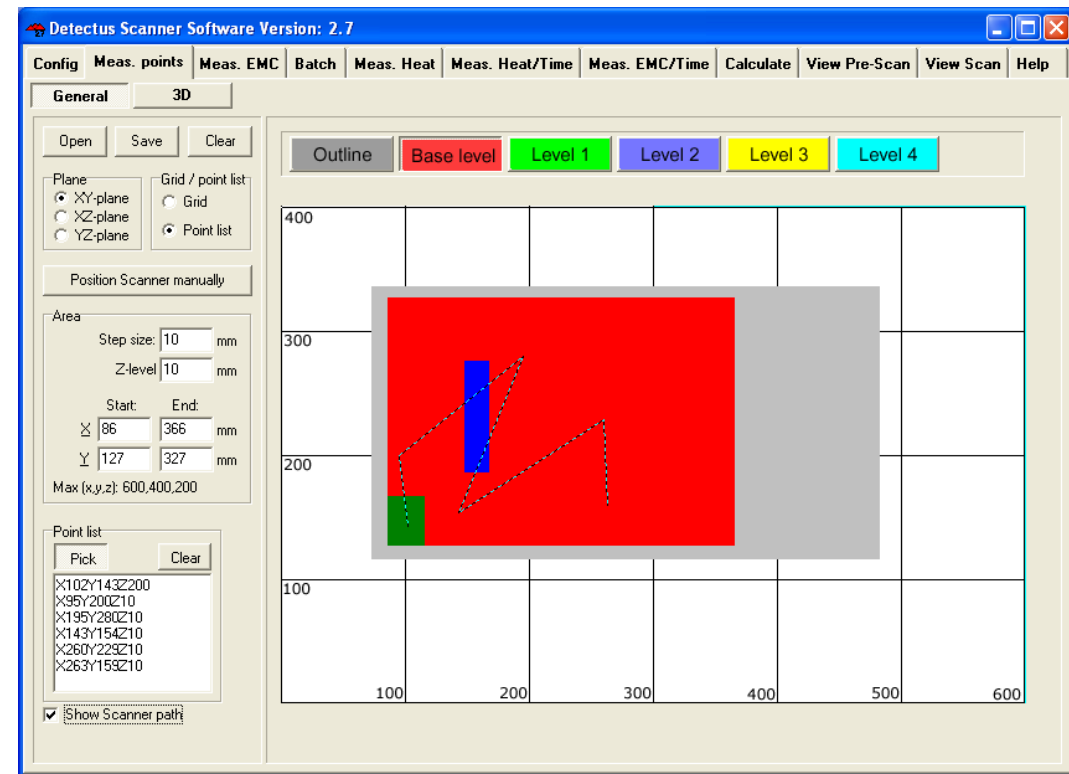 Detectus Scanner Software Version: 2.7
Config Meas. points Meas. EMC Batch Meas. Heat Meas. Heat/Time Meas. EMC/Time Calculate View Pre-Scan View Scan Help
General 3D
Open Save Clear
Outline Base level Level 1 Level 2 Level 3 Level 4
Plane
XY-plane
XZ-plane
YZ-plane
Grid / point list
Grid
Point list
Position Scanner manually
Area
Step size: 10 mm
Z-level 10 mm
Start: End:
X 86 366 mm
Y 127 327 mm
Max (x,y,z): 600,400,200
Point list
Pick Clear
X102Y143Z200
X95Y200Z10
X195Y280Z10
X143Y154Z10
X260Y229Z10
X263Y159Z10
Show Scanner path
400
300
200
100
100 200 300 400 500 600